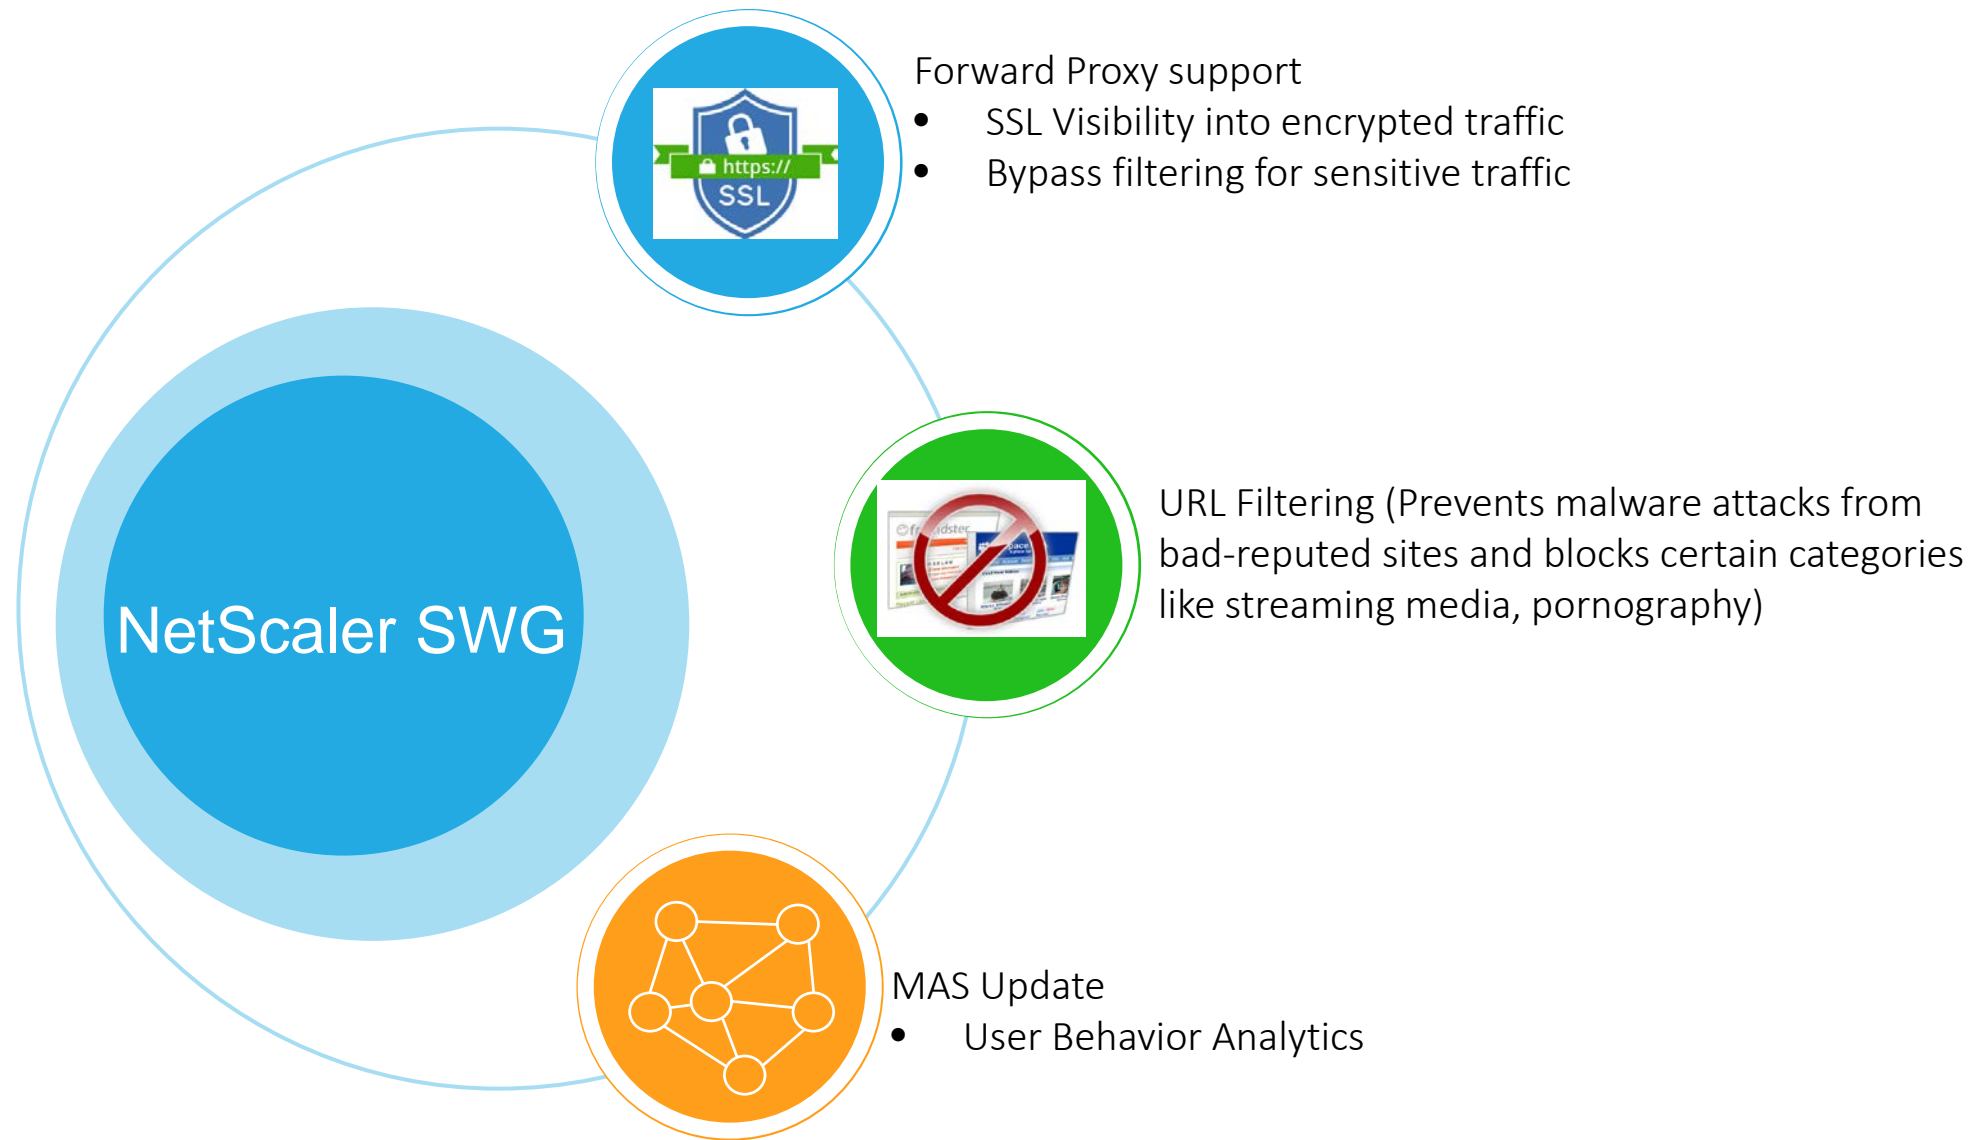 Forward Proxy support
• SSL Visibility into encrypted traffic
• Bypass filtering for sensitive traffic
https://
SSL
URL Filtering (Prevents malware attacks from
bad-reputed sites and blocks certain categories
like streaming media, pornography)
NetScaler SWG
MAS Update
• User Behavior Analytics